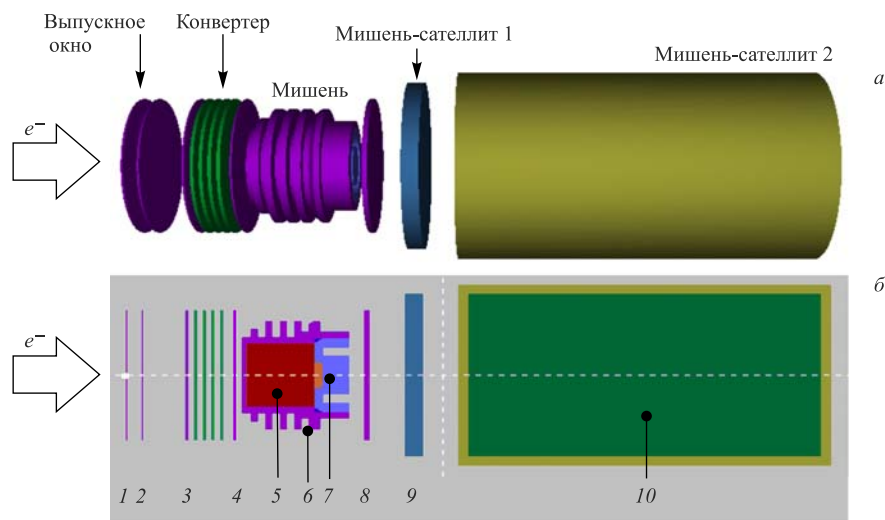 Выпускное
окно
Конвертер
Мишень-сателлит 1
Мишень
Мишень-сателлит 2
а
e−
б
e−
1 2 3 4 5 6 7 8 9 10